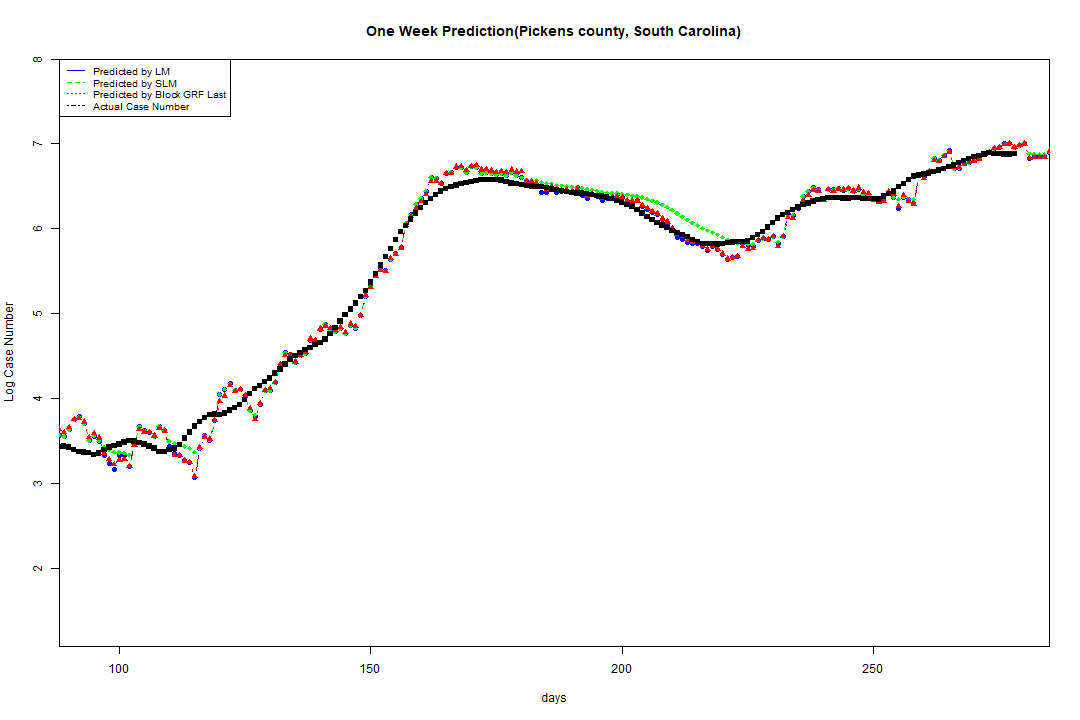 One Week Prediction(Pickens county, South Carolina)
Predicted by LM
Predicted by SLM
Predicted by Block GRF Last
Actual Case Number
8
7
6
5
4
3
2
Log Case Number
100 150 200 250
days